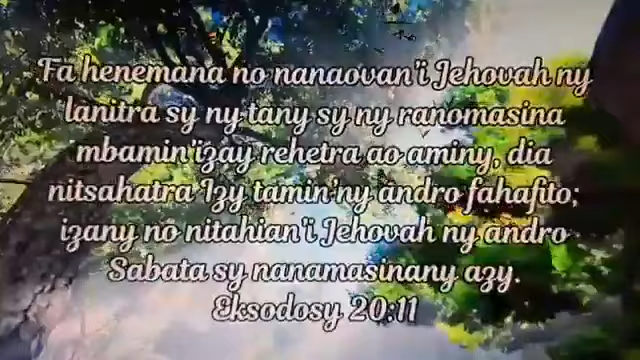 Fa henemana no nanaovan'i Jehovah ny
lanitra sy ny tany sy ny ranomasina
mbamin'izay rehetra ao aminy, dia
nitsahatra Izy tamin'ny andro fahafito;
izany no nitahian'i Jehovah ny andro
Sabata sy nanamasinany azy.
Eksodosy 20:11